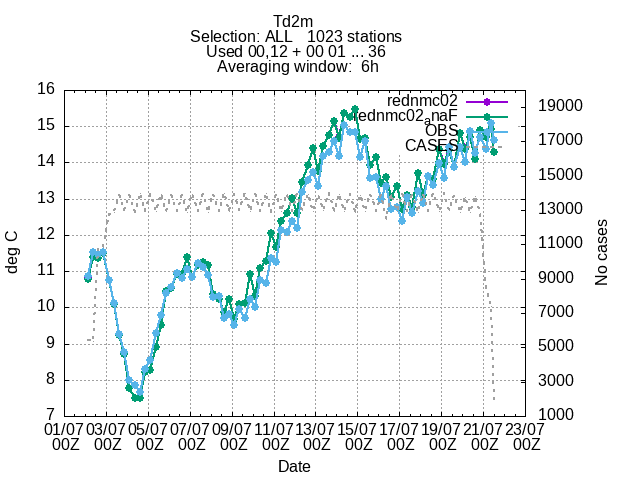 Td2m
Selection: ALL   1023 stations
Used 00,12 + 00 01 ... 36
Averaging window:  6h
rednmc02
rednmc02anaF
OBS
CASES
deg C
16
15
14
13
12
11
10
9
8
7
19000
17000
15000
13000
11000
9000
7000
5000
3000
1000
No cases
01/07 03/07 05/07 07/07 09/07 11/07 13/07 15/07 17/07 19/07 21/07 23/07
00Z 00Z 00Z 00Z 00Z 00Z 00Z 00Z 00Z 00Z 00Z 00Z
Date